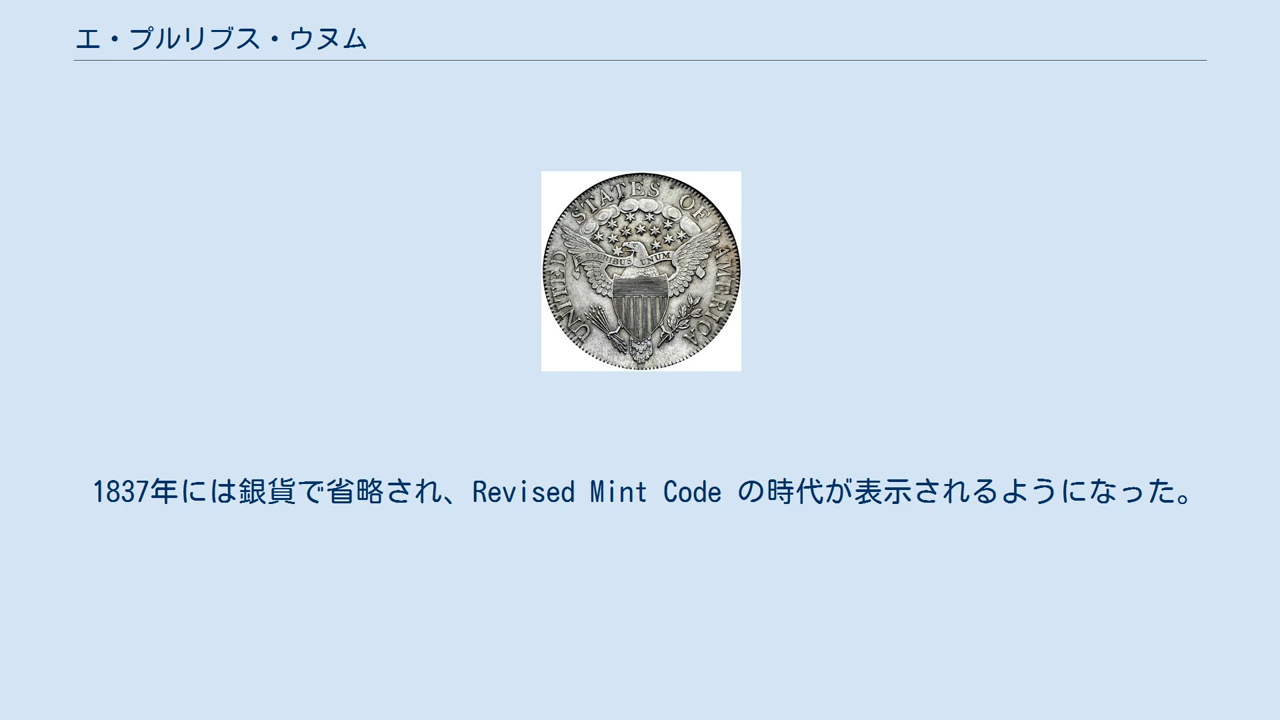 エ・プルリブス・ウヌム
UNITED STATES OF AMERICA
PLURIBUS UNUM
1837年には銀貨で省略され、Revised Mint Code の時代が表示されるようになった。